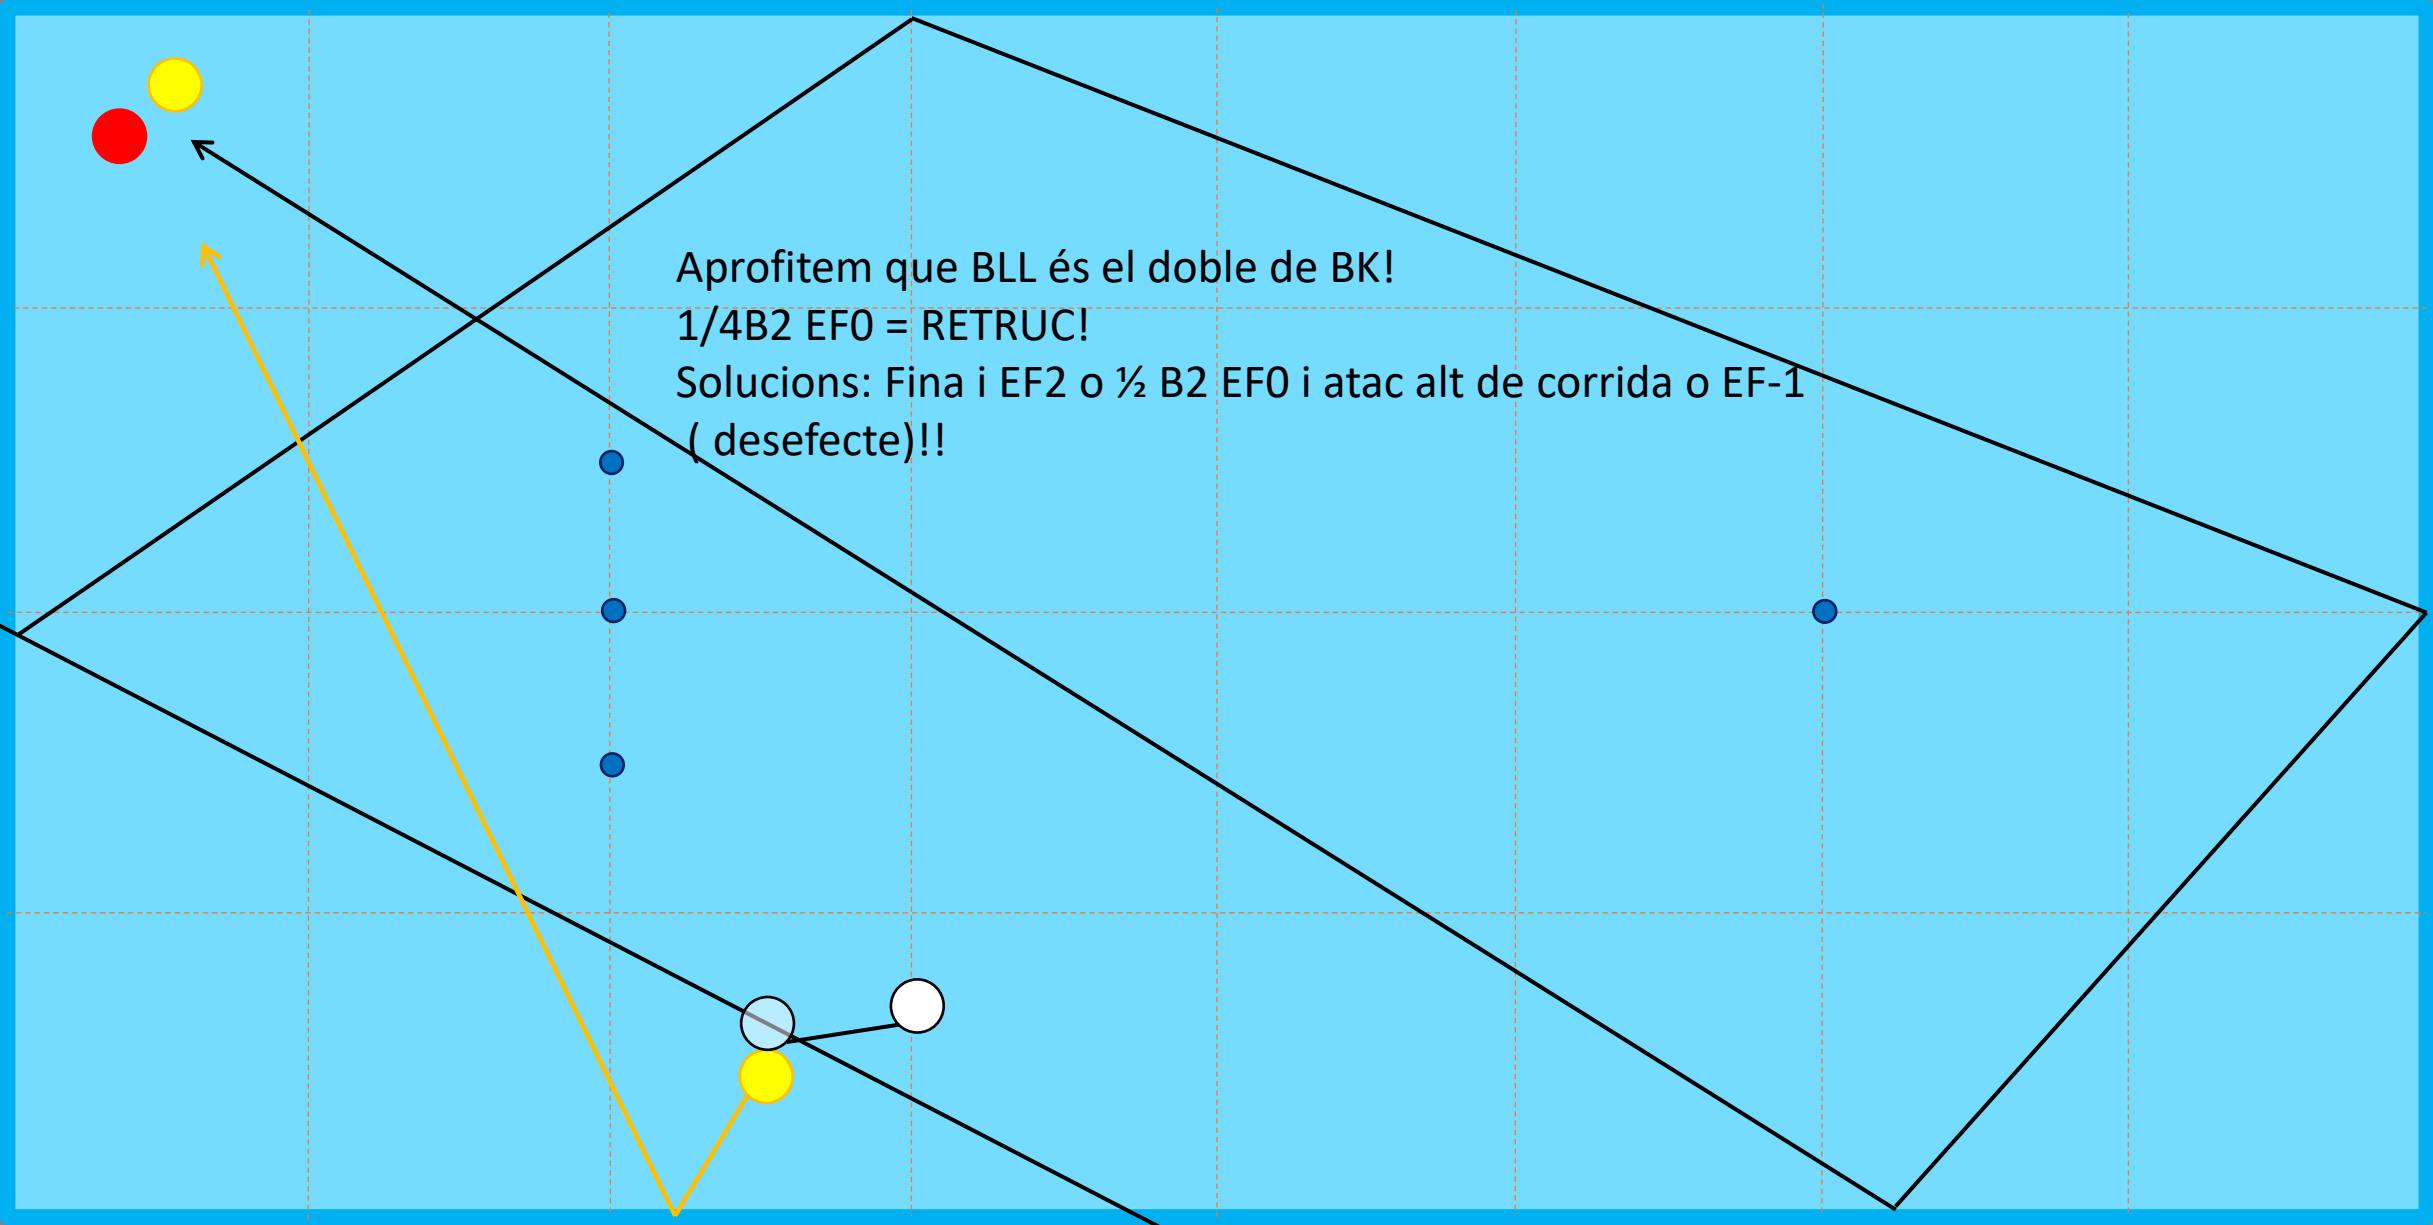 Aprofitem que BLL és el doble de BK!
1/4B2 EF0 = RETRUC!
Solucions: Fina i EF2 o ½ B2 EF0 i atac alt de corrida o EF-1
( desefecte)!!